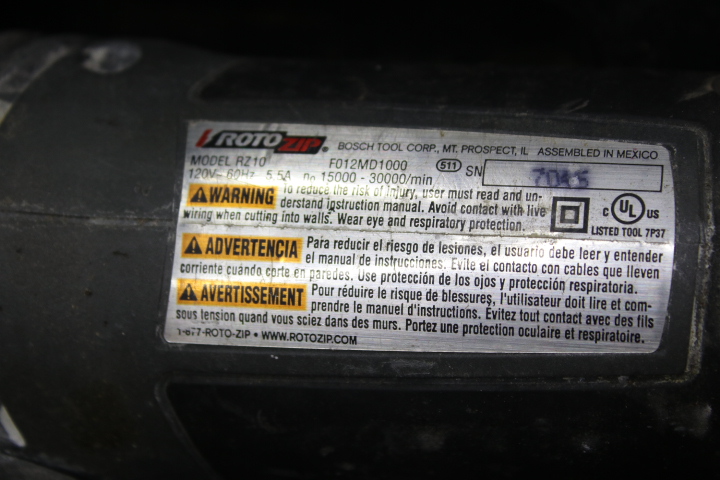 ROTOZIP BOSCH TOOL CORP., MT. PROSPECT, IL ASSEMBLED IN MEXICO
MODEL RZ10 F012MD1000 511 SN
120V~ 60Hz 5.5A no 15000 - 30000/min
WARNING To reduce the risk of injury, user must read and un-
derstand instruction manual. Avoid contact with live
wiring when cutting into walls. Wear eye and respiratory protection.
C UL US
LISTED TOOL 7P37
ADVERTENCIA Para reducir el riesgo de lesiones, el usuario debe leer y entender
el manual de instrucciones. Evite el contacto con cables que lleven
corriente cuando corte en paredes. Use protección de los ojos y protección respiratoria.
AVERTISSEMENT Pour réduire le risque de blessures, l'utilisateur doit lire et com-
prendre le manuel d'instructions. Évitez tout contact avec des fils
sous tension quand vous sciez dans des murs. Portez une protection oculaire et respiratoire.
1-877-ROTO-ZIP • WWW.ROTOZIP.COM